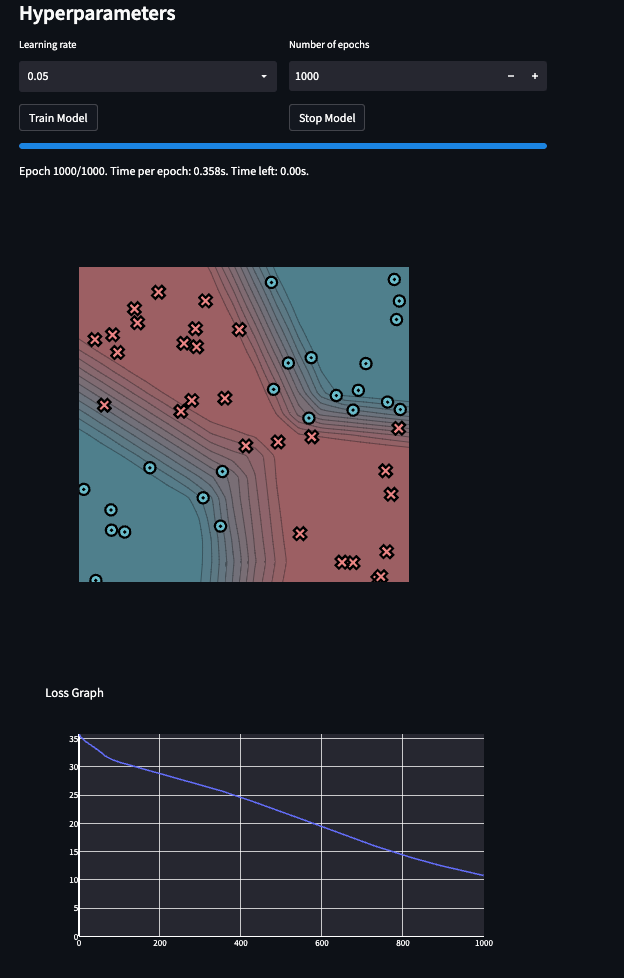 Hyperparameters
Learning rate
Number of epochs
0.05
1000
Train Model
Stop Model
Epoch 1000/1000. Time per epoch: 0.358s. Time left: 0.00s.
Loss Graph
35
30
25
20
15
10
5
0
0 200 400 600 800 1000